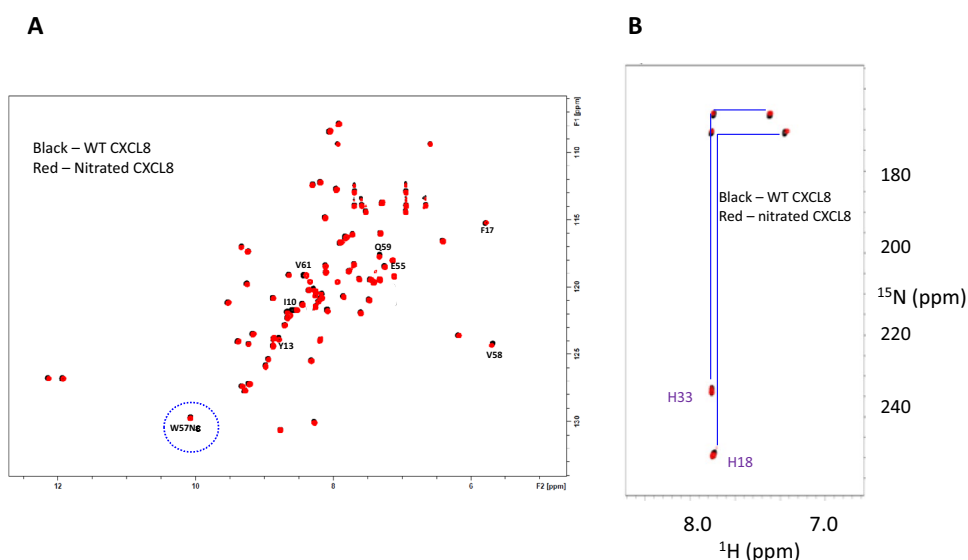 A
B
Black – WT CXCL8
Red – Nitrated CXCL8
F1 [ppm]
110
115
120
125
130
F17
Q59
E55
V61
I10
Y13
V58
W57Nε
12
10
8
6
F2 [ppm]
Black – WT CXCL8
Red – nitrated CXCL8
180
200
¹⁵N (ppm)
220
240
H33
H18
8.0
7.0
¹H (ppm)